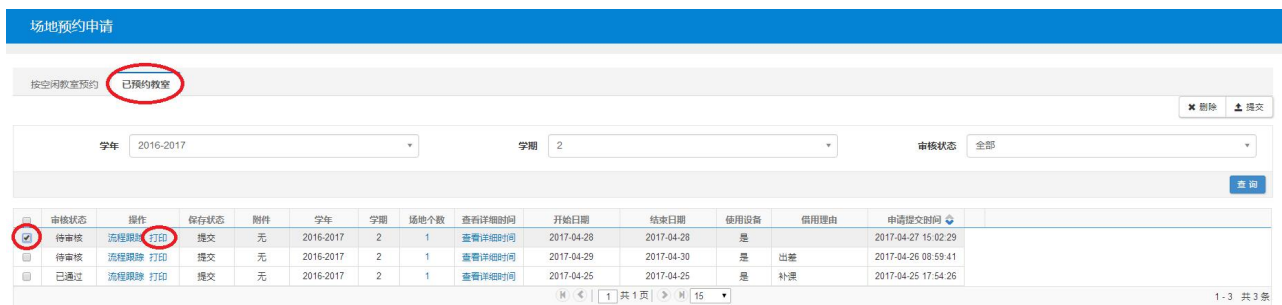 场地预约申请
按空闲教室预约 已预约教室
删除 提交
学年 2016-2017 学期 2 审核状态 全部
查询
审核状态 操作 保存状态 附件 学年 学期 场地个数 查看详细时间 开始日期 结束日期 使用设备 借用理由 申请提交时间
待审核 流程跟踪 打印 提交 无 2016-2017 2 1 查看详细时间 2017-04-28 2017-04-28 是 2017-04-27 15:02:29
待审核 流程跟踪 打印 提交 无 2016-2017 2 1 查看详细时间 2017-04-29 2017-04-30 是 出差 2017-04-26 08:59:41
已通过 流程跟踪 打印 提交 无 2016-2017 2 1 查看详细时间 2017-04-25 2017-04-25 是 补课 2017-04-25 17:54:26
1 共1页 15 1-3 共3条